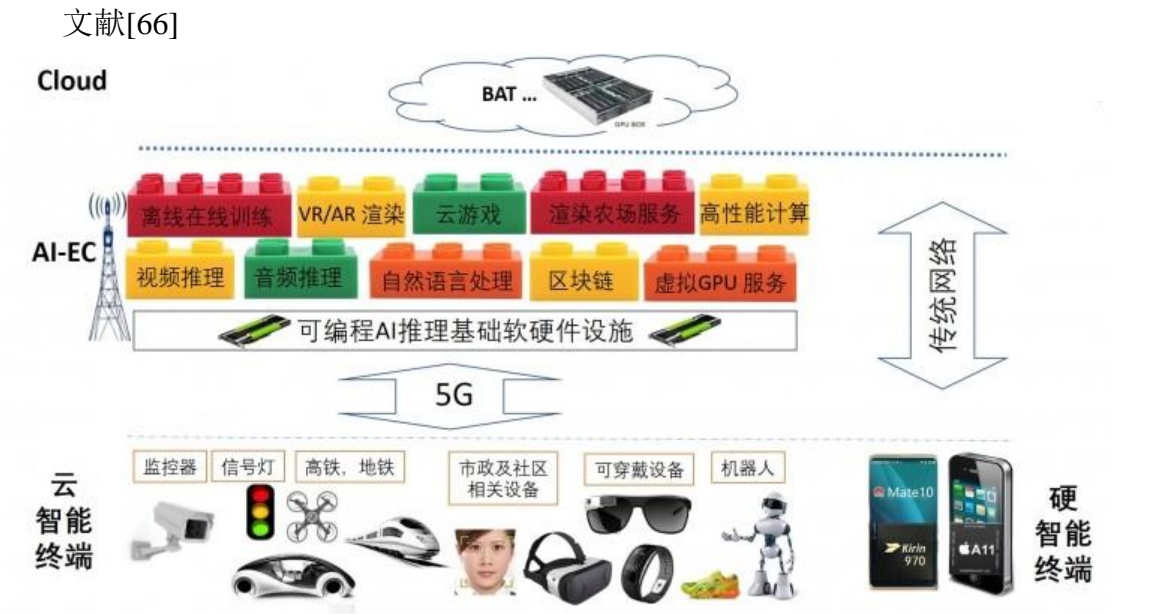 文献[66]
Cloud
BAT ...
GPU BOX
离线在线训练
VR/AR 渲染
云游戏
渲染农场服务
高性能计算
AI-EC
视频推理
音频推理
自然语言处理
区块链
虚拟GPU 服务
可编程AI推理基础软硬件设施
传统网络
5G
云
智能
终端
监控器
信号灯
高铁、地铁
市政及社区
相关设备
可穿戴设备
机器人
Mate10
Kirin
970
A11
硬
智能
终端